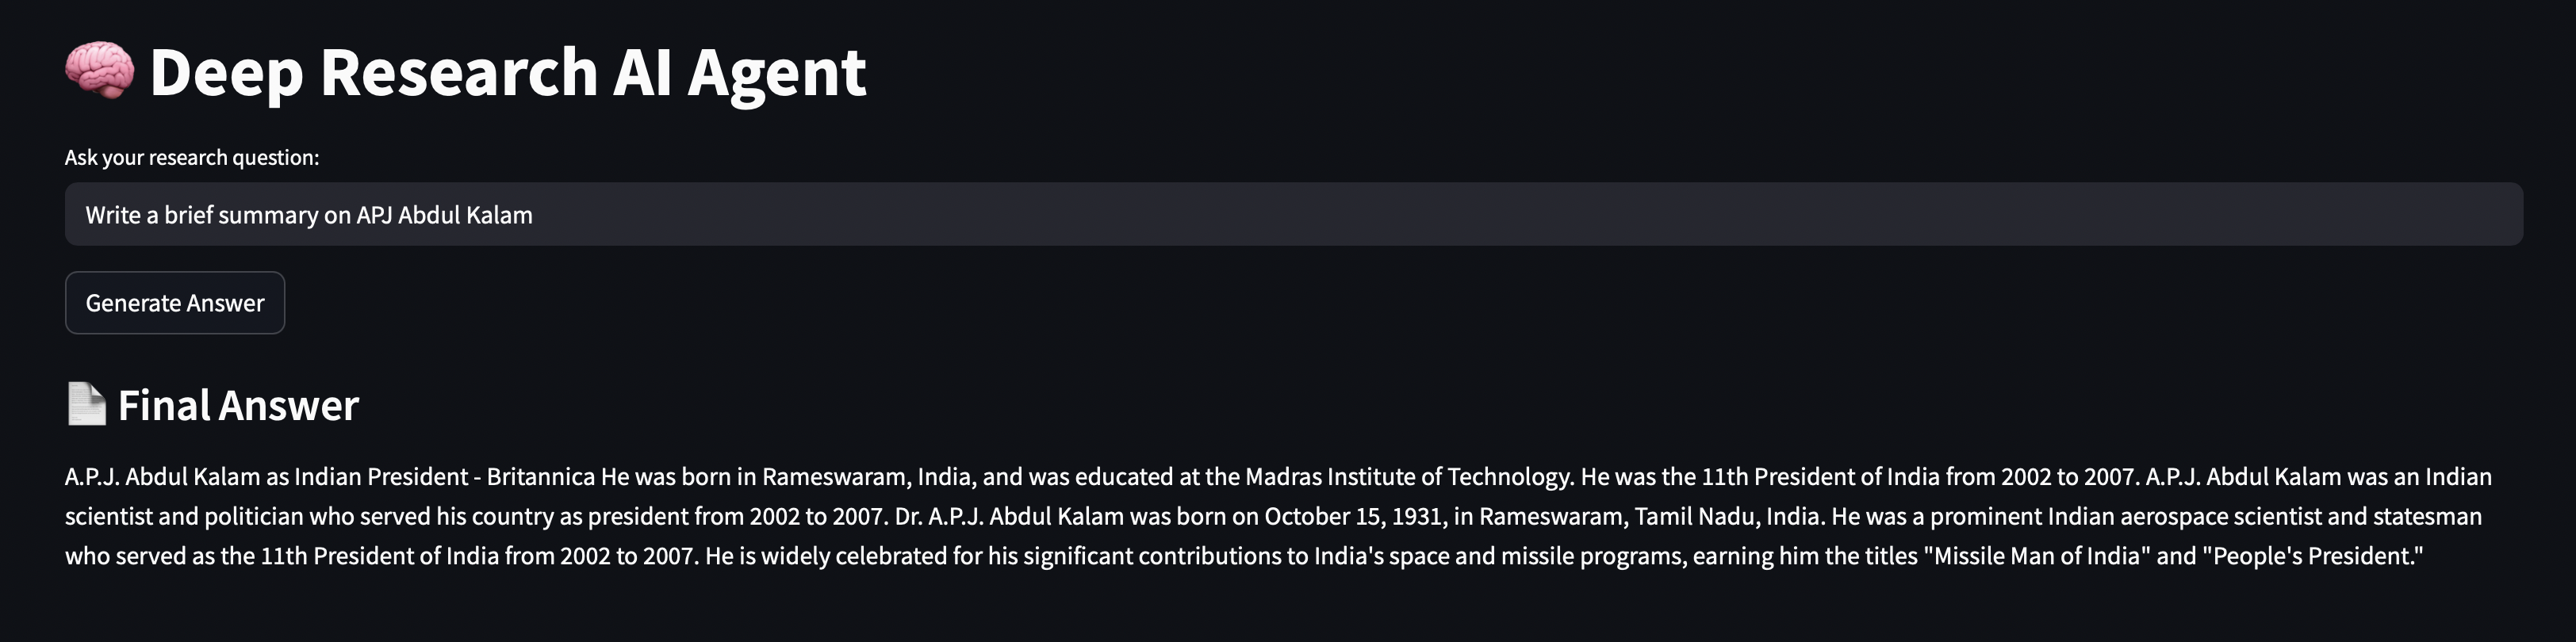 🧠 Deep Research AI Agent
Ask your research question:
Write a brief summary on APJ Abdul Kalam
Generate Answer
📄 Final Answer
A.P.J. Abdul Kalam as Indian President - Britannica He was born in Rameswaram, India, and was educated at the Madras Institute of Technology. He was the 11th President of India from 2002 to 2007. A.P.J. Abdul Kalam was an Indian
scientist and politician who served his country as president from 2002 to 2007. Dr. A.P.J. Abdul Kalam was born on October 15, 1931, in Rameswaram, Tamil Nadu, India. He was a prominent Indian aerospace scientist and statesman
who served as the 11th President of India from 2002 to 2007. He is widely celebrated for his significant contributions to India's space and missile programs, earning him the titles "Missile Man of India" and "People's President."